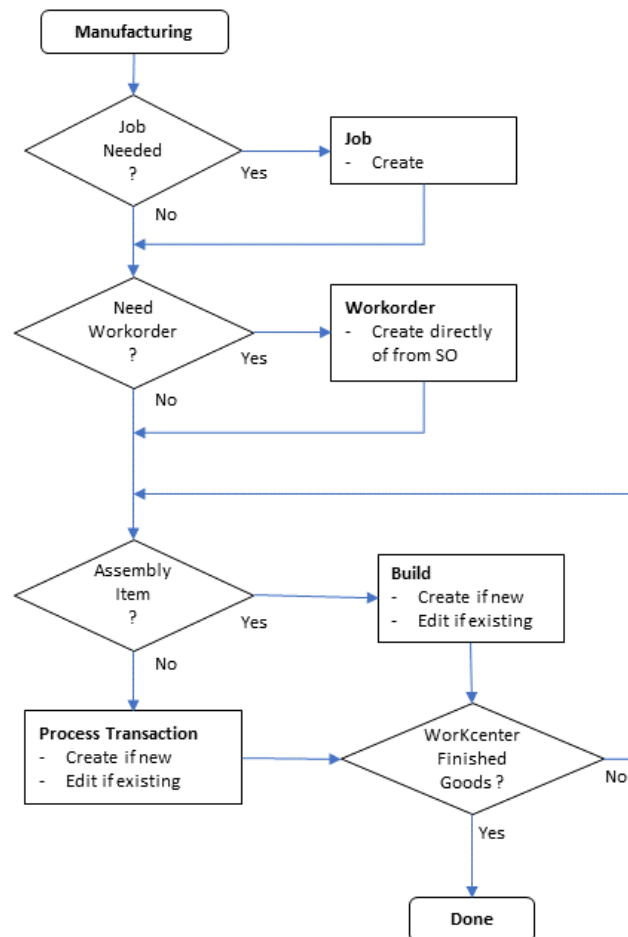 Manufacturing
Job
Needed
?
Yes
No
Job
- Create
Need
Workorder
?
Yes
No
Workorder
- Create directly
of from SO
Assembly
Item
?
Yes
No
Build
- Create if new
- Edit if existing
Process Transaction
- Create if new
- Edit if existing
WorKcenter
Finished
Goods ?
No
Yes
Done